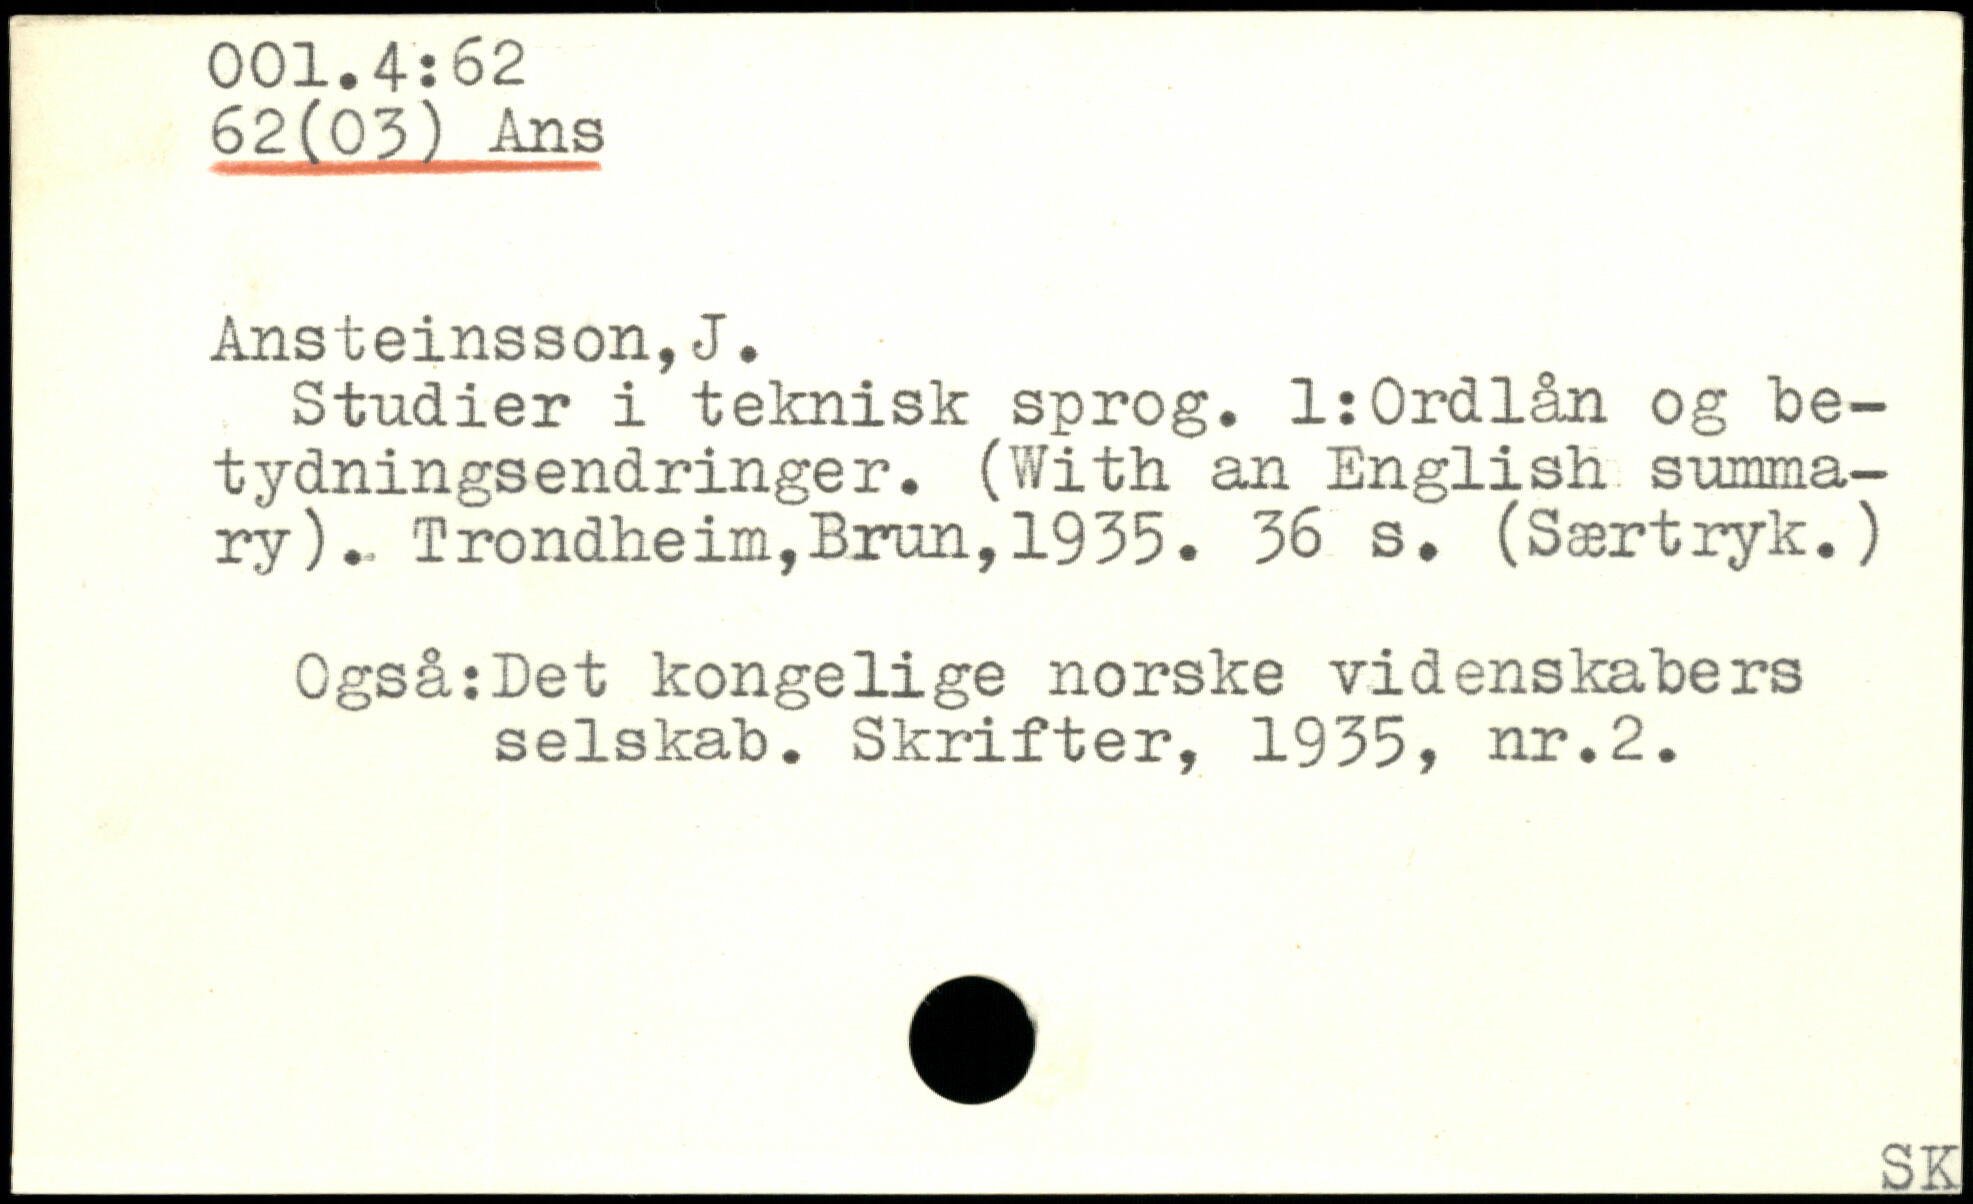 001.4:62
62(03) Ans
Ansteinsson,J.
Studier i teknisk sprog. 1:Ordlån og be-
tydningsendringer. (With an English summa-
ry). Trondheim,Brun,1935. 36 s. (Særtryk.)
Også:Det kongelige norske videnskabers
selskab. Skrifter, 1935, nr.2.
SK